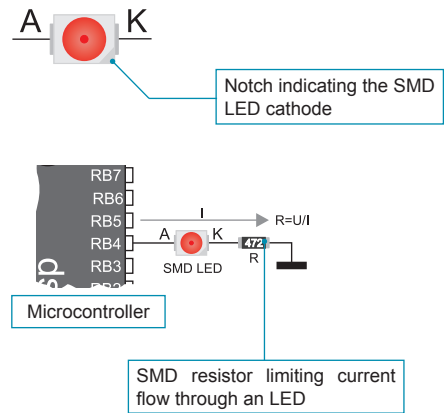 A K
Notch indicating the SMD
LED cathode
RB7
RB6
RB5
I
R=U/I
RB4
A
K
472
SMD LED
R
RB3
Microcontroller
SMD resistor limiting current
flow through an LED